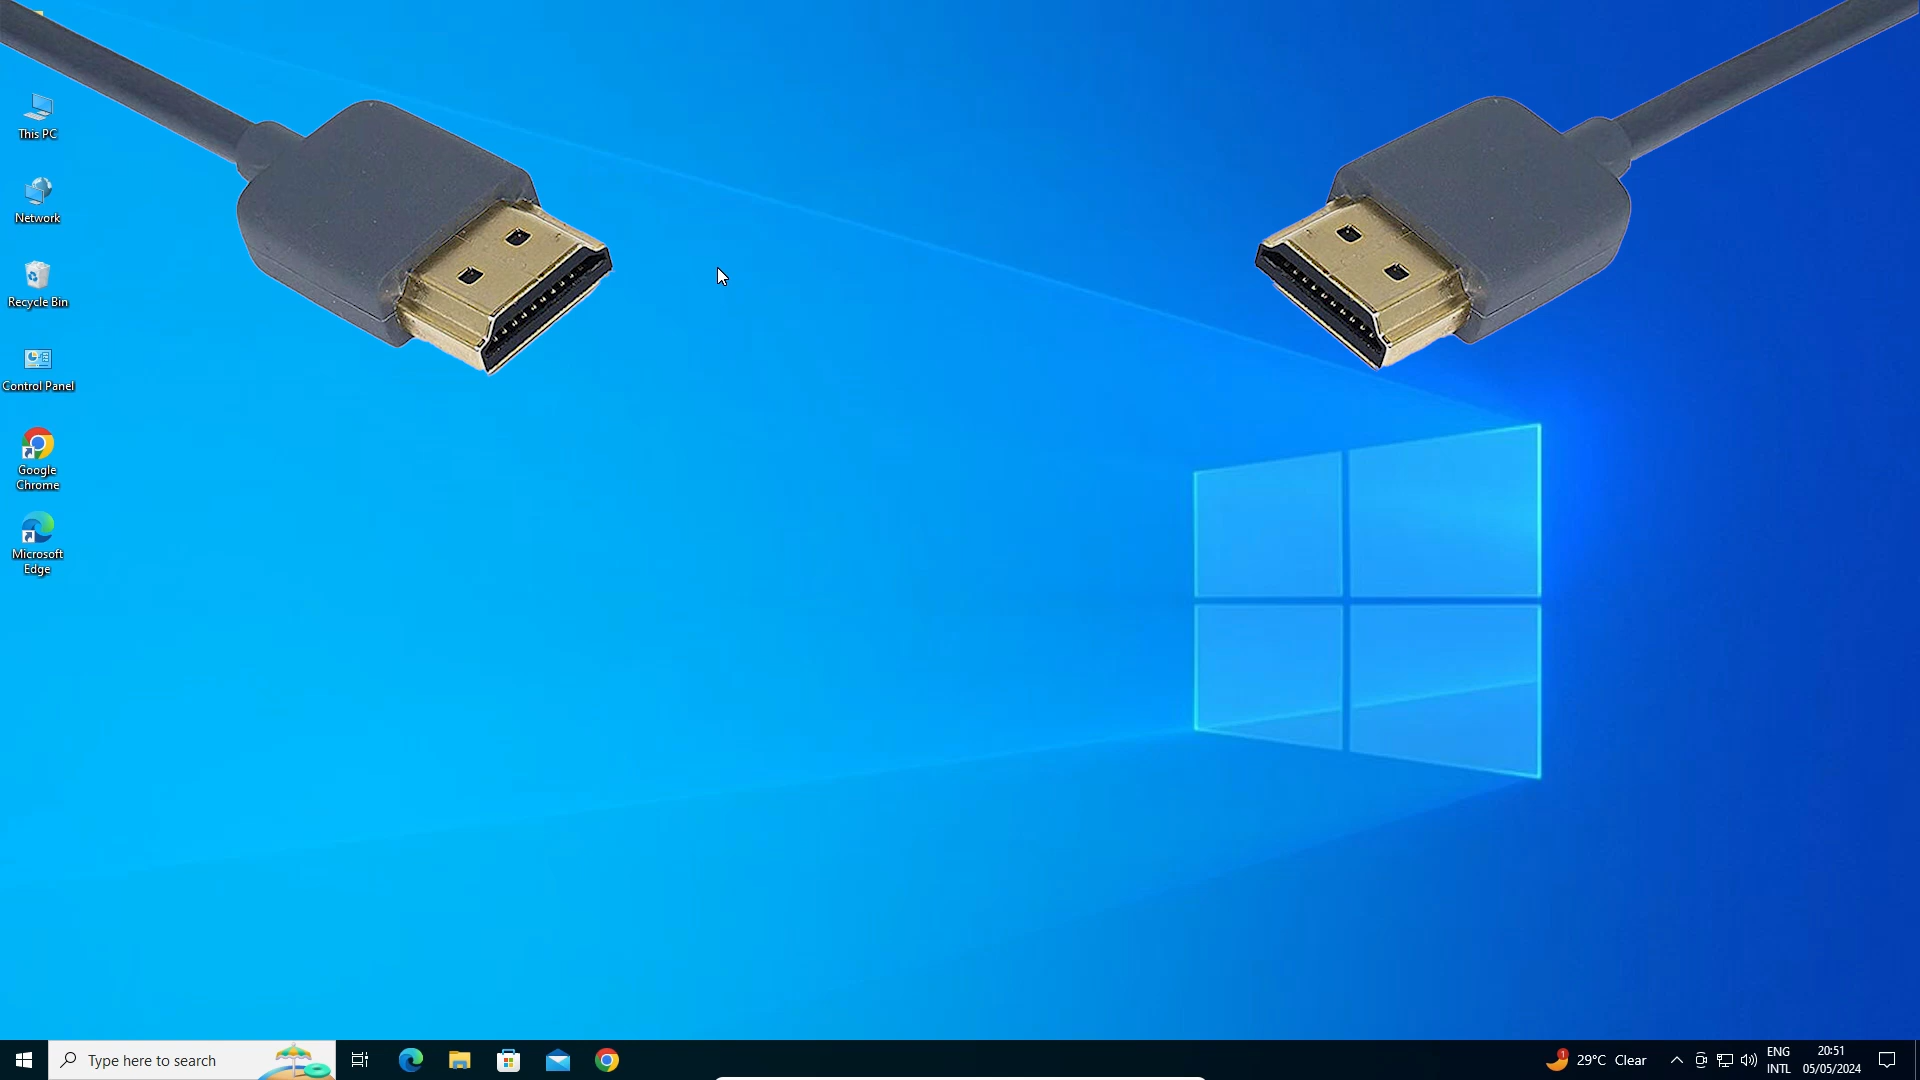 This PC
Network
Recycle Bin
Control Panel
Google
Chrome
Microsoft
Edge
Type here to search
1
29°C Clear
ENG
INTL
20:51
05/05/2024